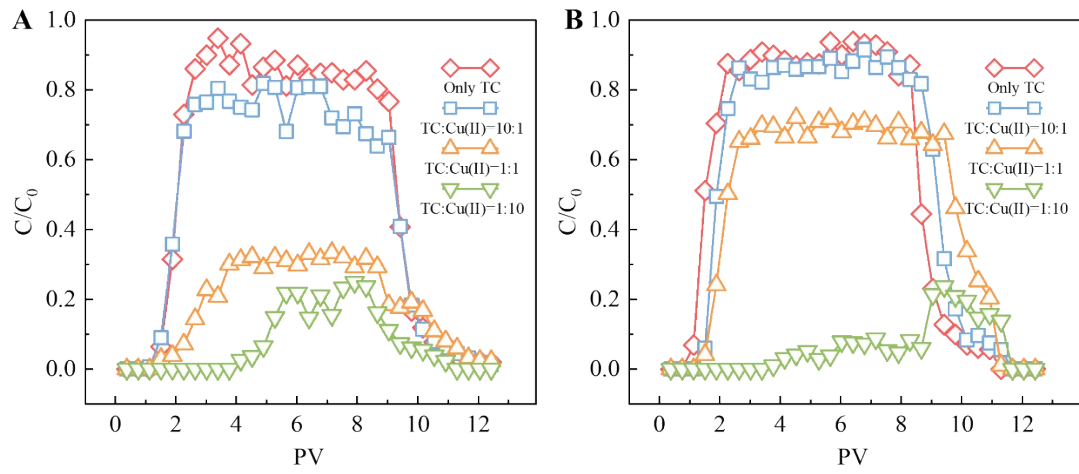 A
C/C0
1.0
0.8
0.6
0.4
0.2
0.0
Only TC
TC:Cu(II)=10:1
TC:Cu(II)=1:1
TC:Cu(II)=1:10
0 2 4 6 8 10 12
PV
B
C/C0
1.0
0.8
0.6
0.4
0.2
0.0
Only TC
TC:Cu(II)=10:1
TC:Cu(II)=1:1
TC:Cu(II)=1:10
0 2 4 6 8 10 12
PV